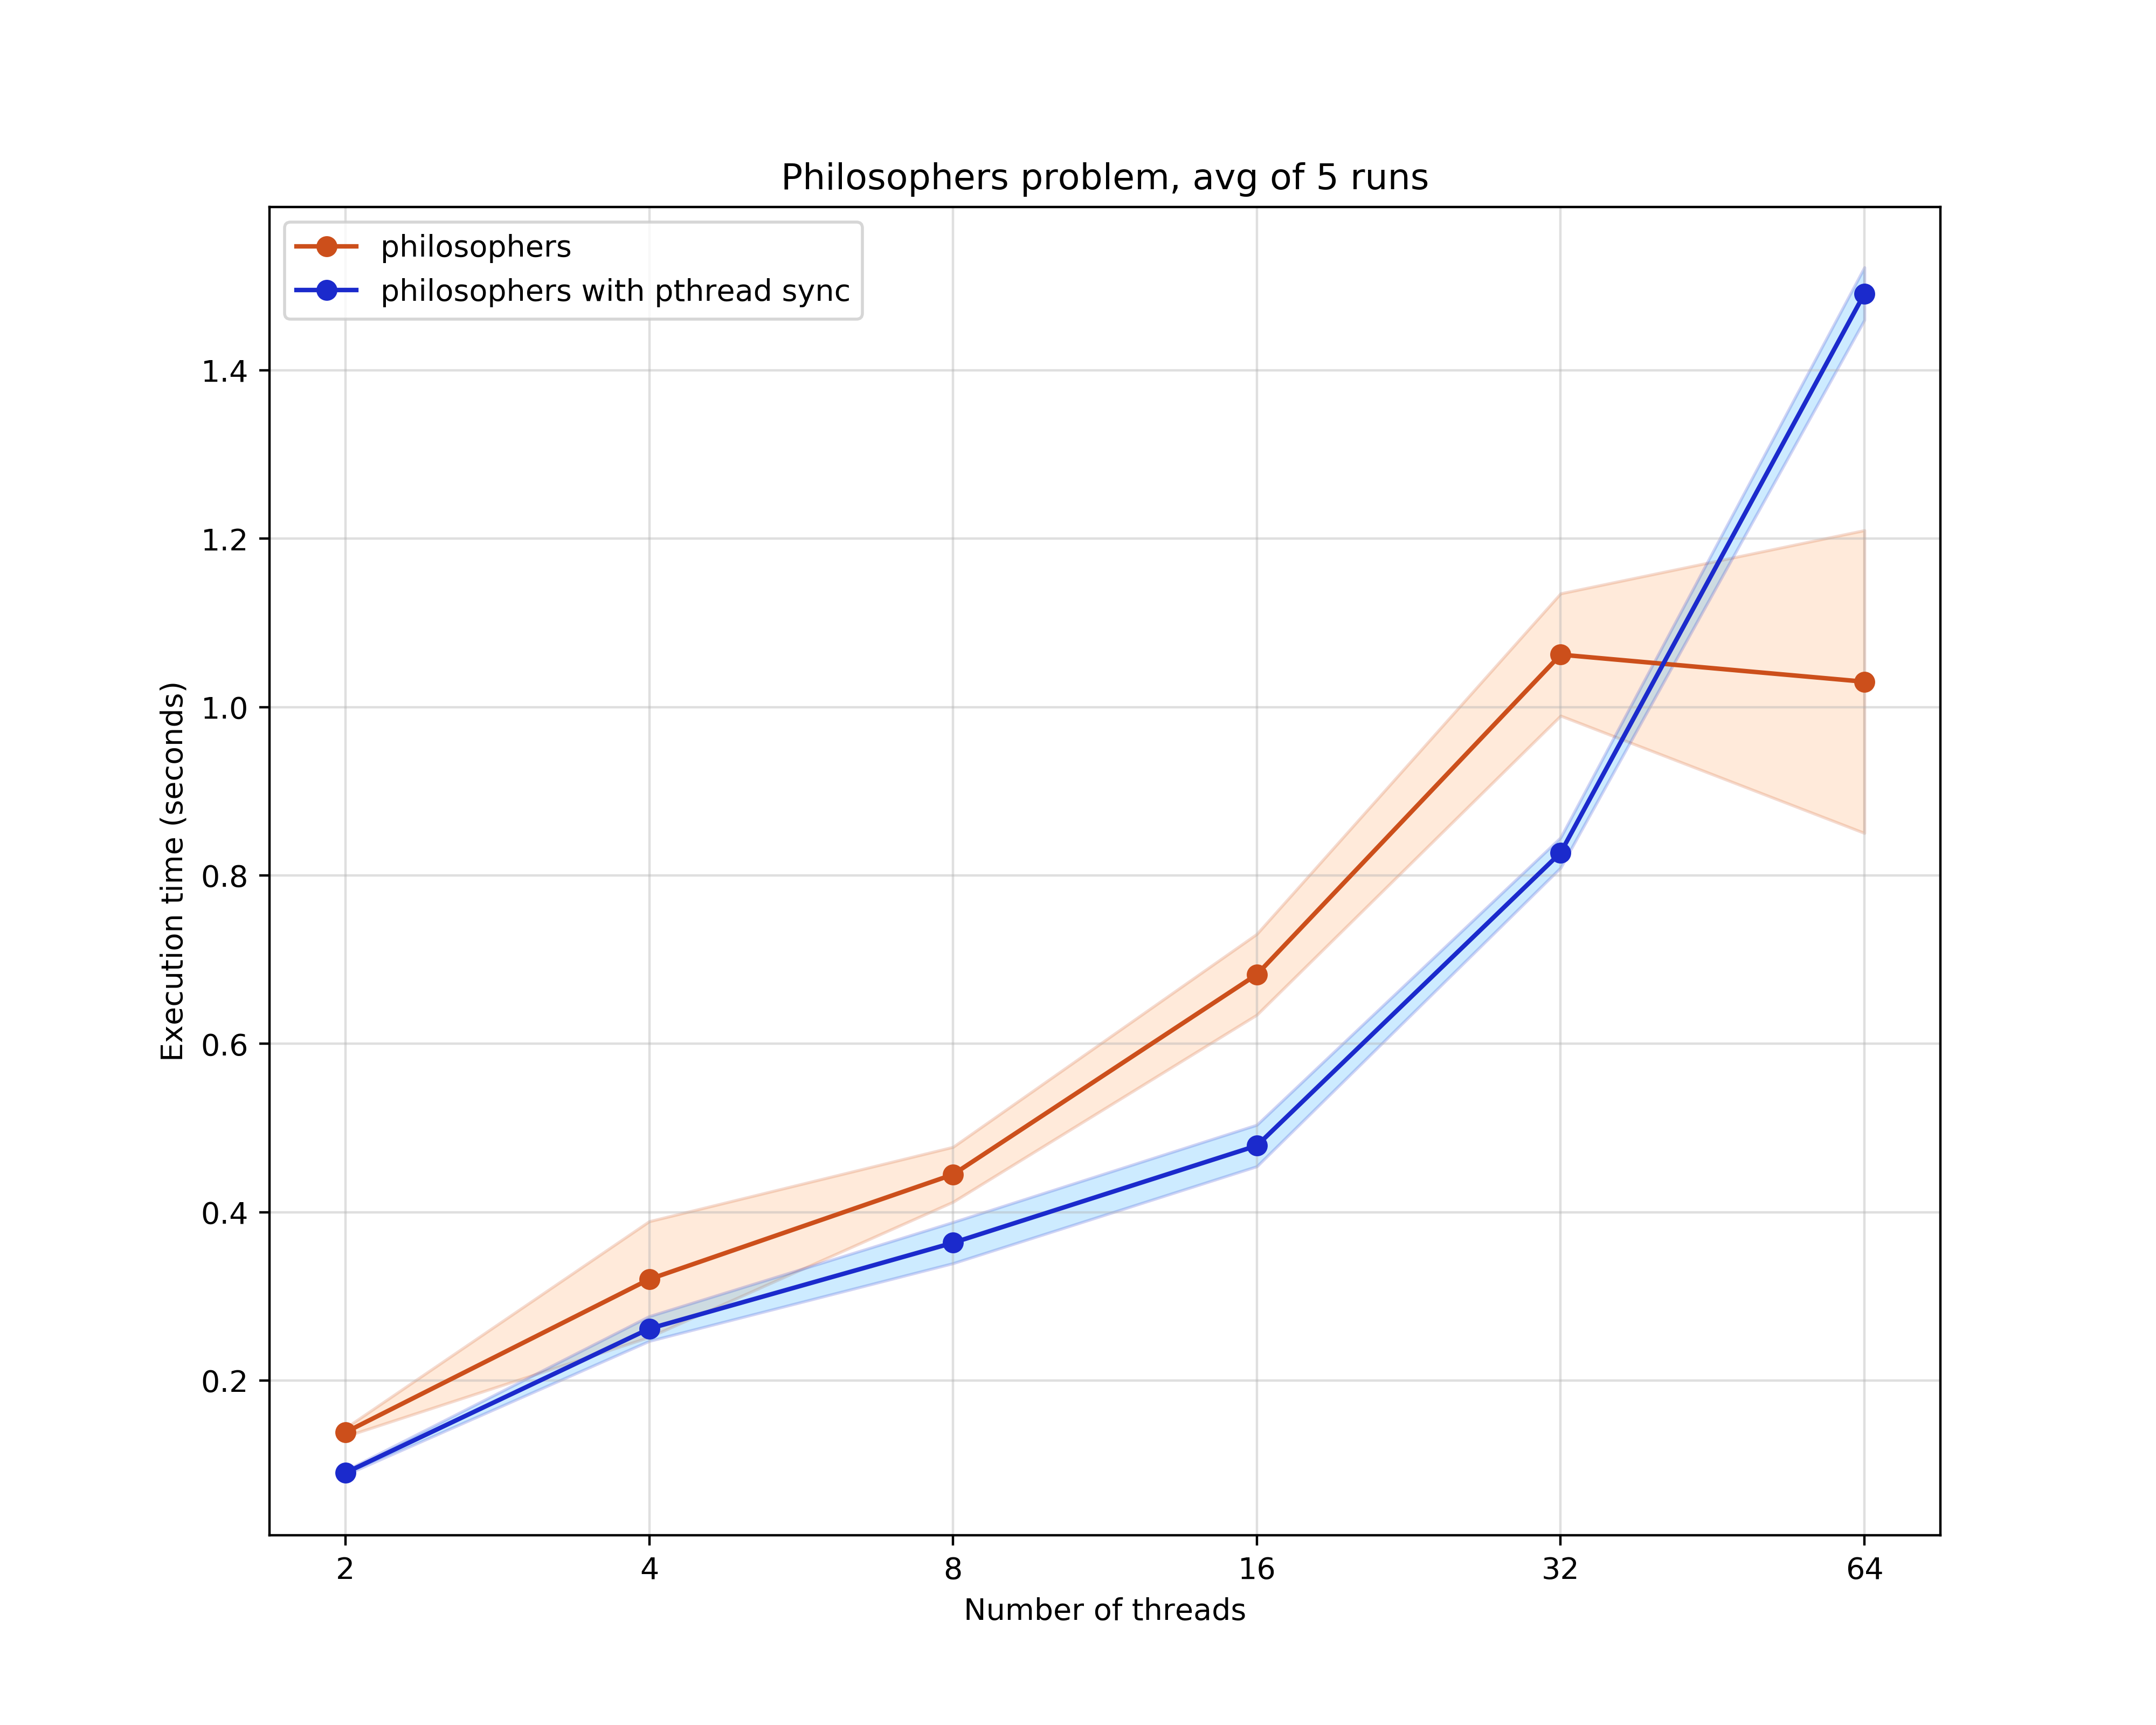 Philosophers problem, avg of 5 runs
philosophers
philosophers with pthread sync
Execution time (seconds)
1.4
1.2
1.0
0.8
0.6
0.4
0.2
2 4 8 16 32 64
Number of threads